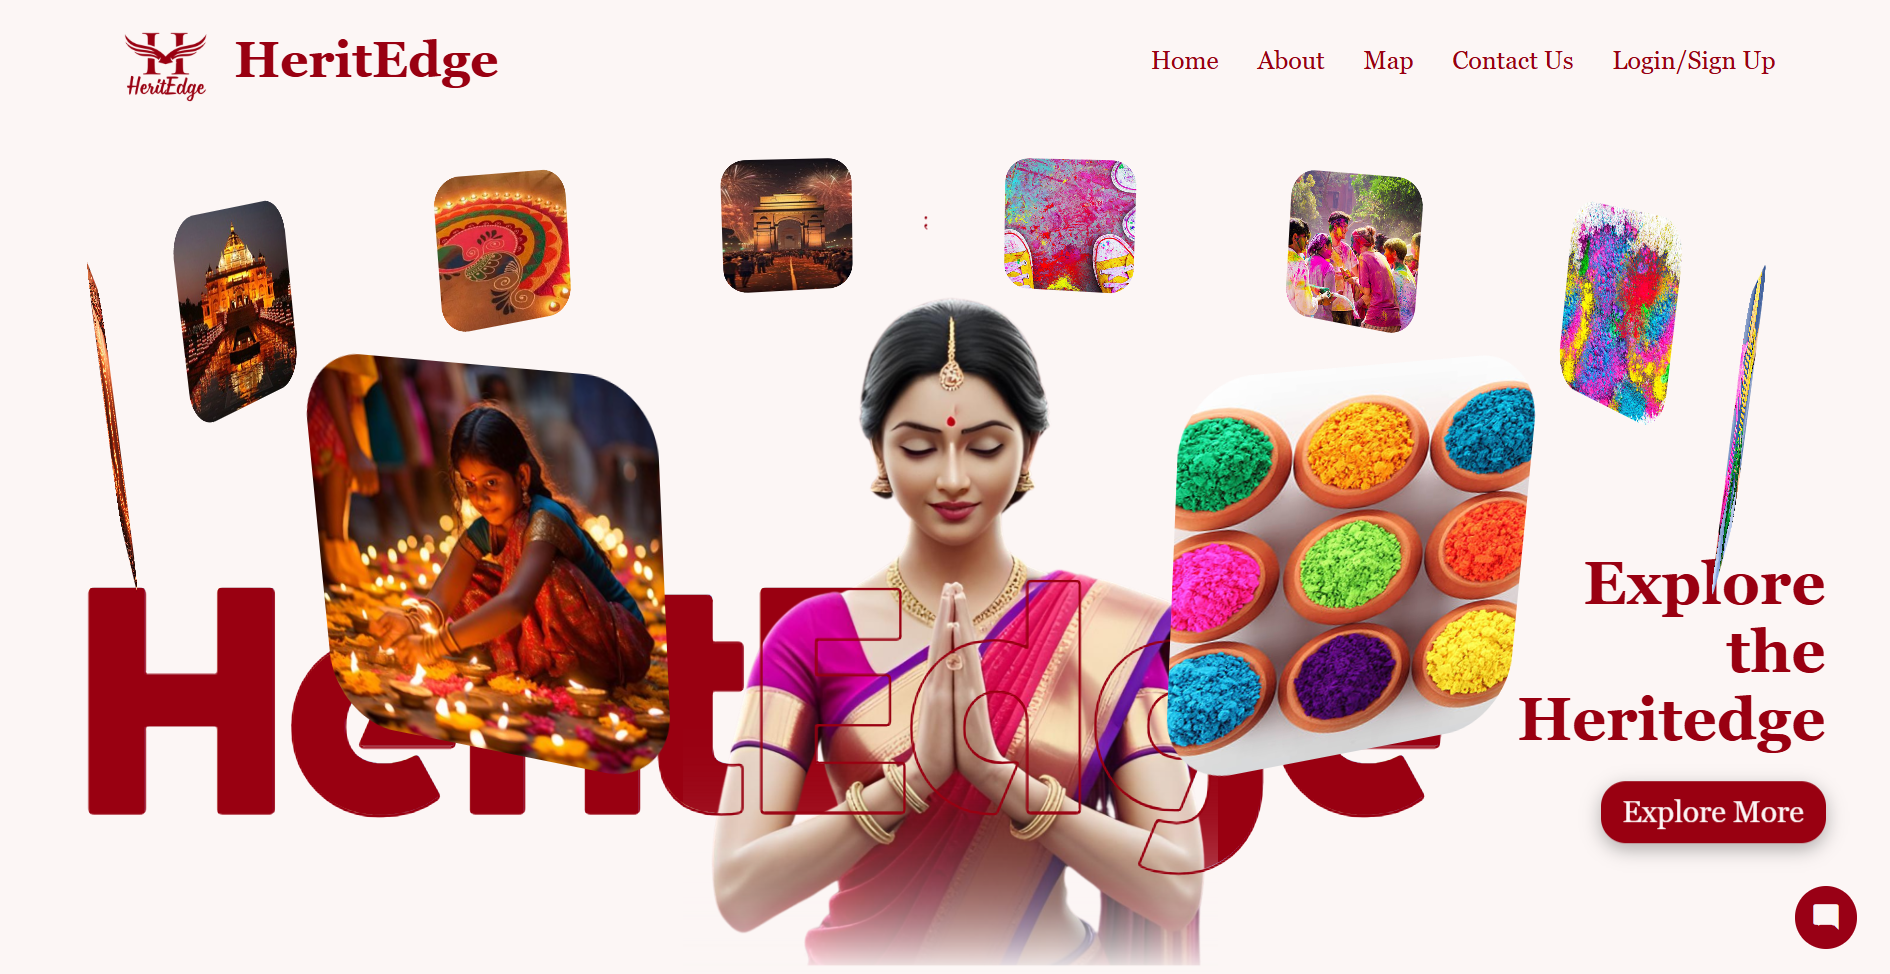 HeritEdge
HeritEdge
Home
About
Map
Contact Us
Login/Sign Up
HeritEdge
Explore
the
Heritedge
Explore More